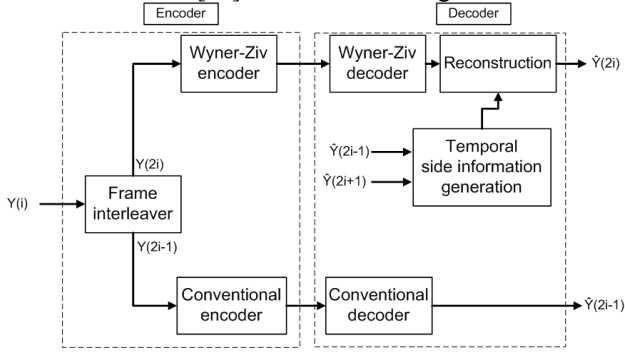 Encoder
Decoder
Wyner-Ziv
encoder
Wyner-Ziv
decoder
Reconstruction
Ŷ(2i)
Y(2i)
Ŷ(2i-1)
Ŷ(2i+1)
Temporal
side information
generation
Y(i)
Frame
interleaver
Y(2i-1)
Conventional
encoder
Conventional
decoder
Ŷ(2i-1)